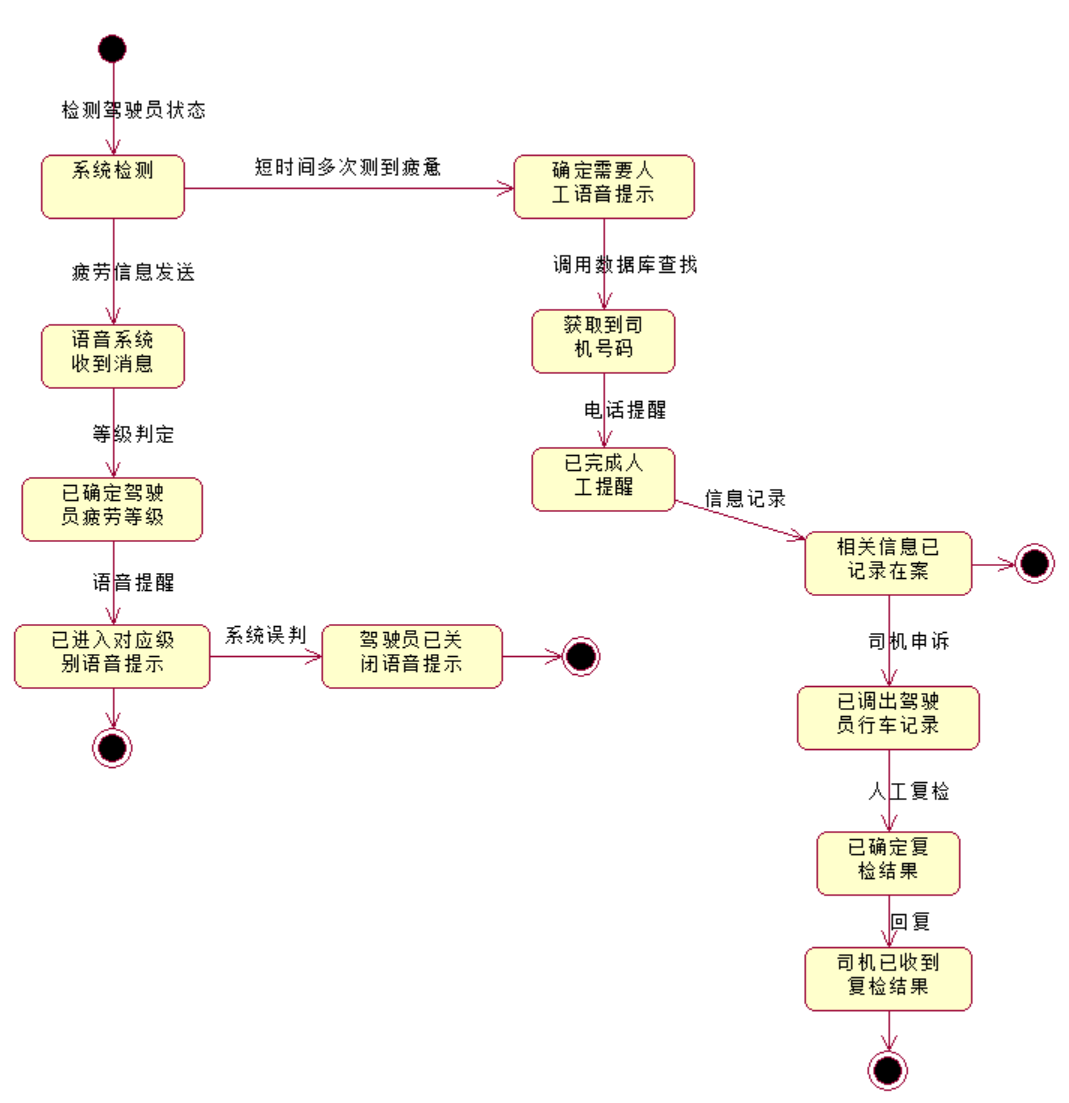 检测驾驶员状态
系统检测
短时间多次测到疲惫
确定需要人
工语音提示
疲劳信息发送
调用数据库查找
语音系统
收到消息
获取到司
机号码
等级判定
电话提醒
已确定驾驶
员疲劳等级
已完成人
工提醒
信息记录
相关信息已
记录在案
语音提醒
已进入对应级
别语音提示
系统误判
驾驶员已关
闭语音提示
司机申诉
已调出驾驶
员行车记录
人工复检
已确定复
检结果
回复
司机已收到
复检结果